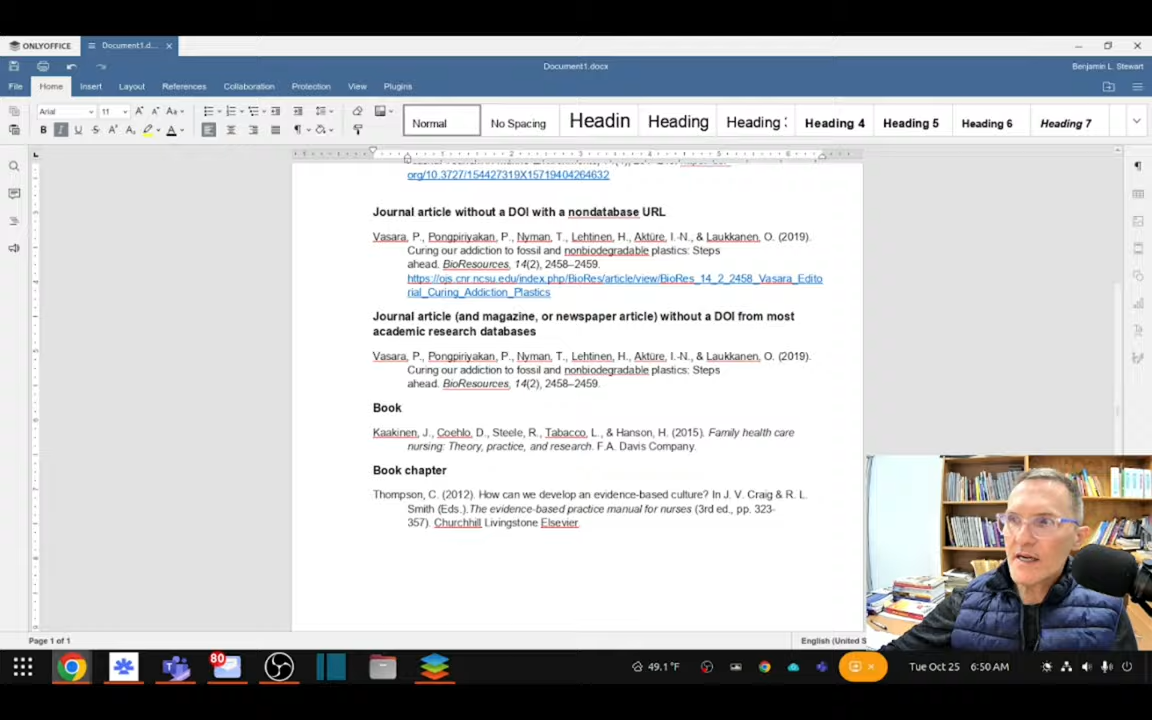 ONLYOFFICE
Document1.d...
Document1.docx
Benjamin L. Stewart
File Home Insert Layout References Collaboration Protection View Plugins
Arial 11
Normal No Spacing Headin Heading Heading : Heading 4 Heading 5 Heading 6 Heading 7
org/10.3727/154427319X15719404264632
Journal article without a DOI with a nondatabase URL
Vasara, P., Pongpiriyakan, P., Nyman, T., Lehtinen, H., Aktüre, I.-N., & Laukkanen, O. (2019).
Curing our addiction to fossil and nonbiodegradable plastics: Steps
ahead. BioResources, 14(2), 2458–2459.
https://ojs.cnr.ncsu.edu/index.php/BioRes/article/view/BioRes_14_2_2458_Vasara_Edito
rial_Curing_Addiction_Plastics
Journal article (and magazine, or newspaper article) without a DOI from most
academic research databases
Vasara, P., Pongpiriyakan, P., Nyman, T., Lehtinen, H., Aktüre, I.-N., & Laukkanen, O. (2019).
Curing our addiction to fossil and nonbiodegradable plastics: Steps
ahead. BioResources, 14(2), 2458–2459.
Book
Kaakinen, J., Coehlo, D., Steele, R., Tabacco, L., & Hanson, H. (2015). Family health care
nursing: Theory, practice, and research. F.A. Davis Company.
Book chapter
Thompson, C. (2012). How can we develop an evidence-based culture? In J. V. Craig & R. L.
Smith (Eds.).The evidence-based practice manual for nurses (3rd ed., pp. 323-
357). Churchhill Livingstone Elsevier
Page 1 of 1
English (United S
80
49.1°F
Tue Oct 25 6:50 AM